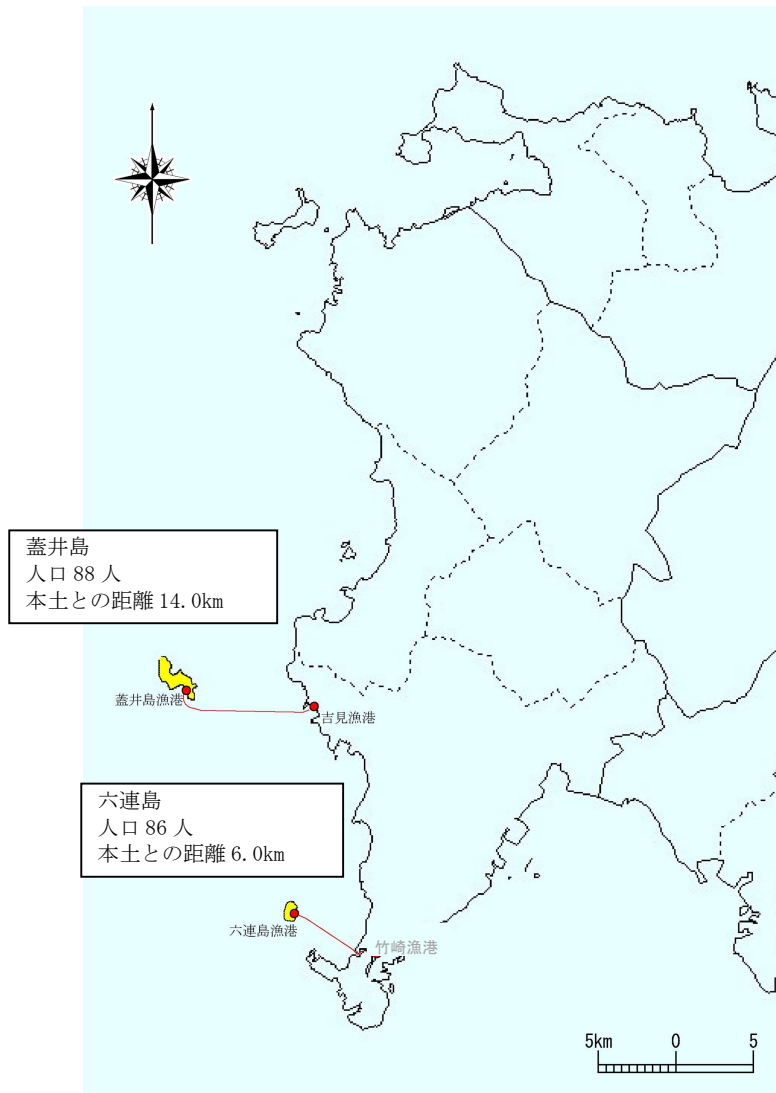 蓋井島
人口 88 人
本土との距離 14.0km
蓋井島漁港
吉見漁港
六連島
人口 86 人
本土との距離 6.0km
六連島漁港
竹崎漁港
5km 0 5